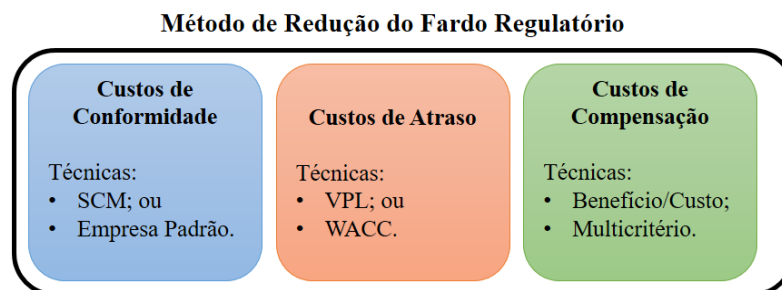 Método de Redução do Fardo Regulatório
Custos de
Conformidade
Técnicas:
• SCM; ou
• Empresa Padrão.
Custos de Atraso
Técnicas:
• VPL; ou
• WACC.
Custos de
Compensação
Técnicas:
• Benefício/Custo;
• Multicritério.